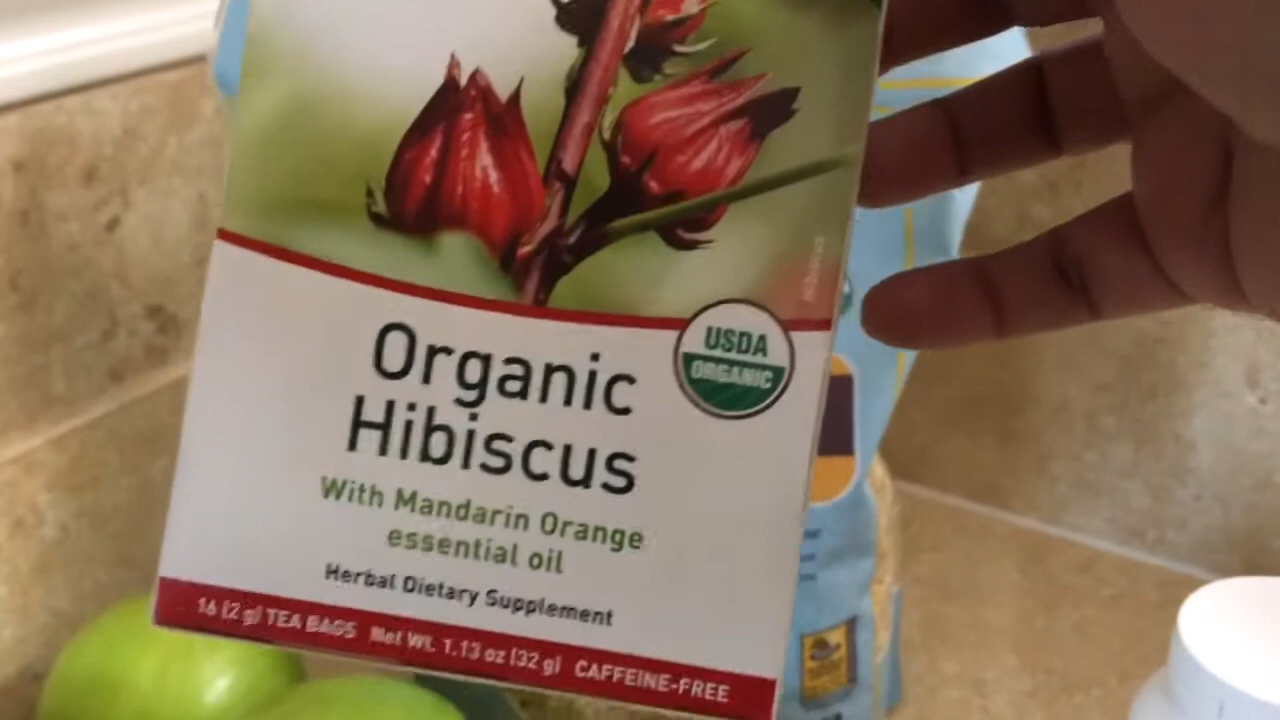 Organic
Hibiscus
USDA
ORGANIC
With Mandarin Orange
essential oil
Herbal Dietary Supplement
16 (2 g) TEA BAGS Net Wt. 1.13 oz (32 g) CAFFEINE-FREE